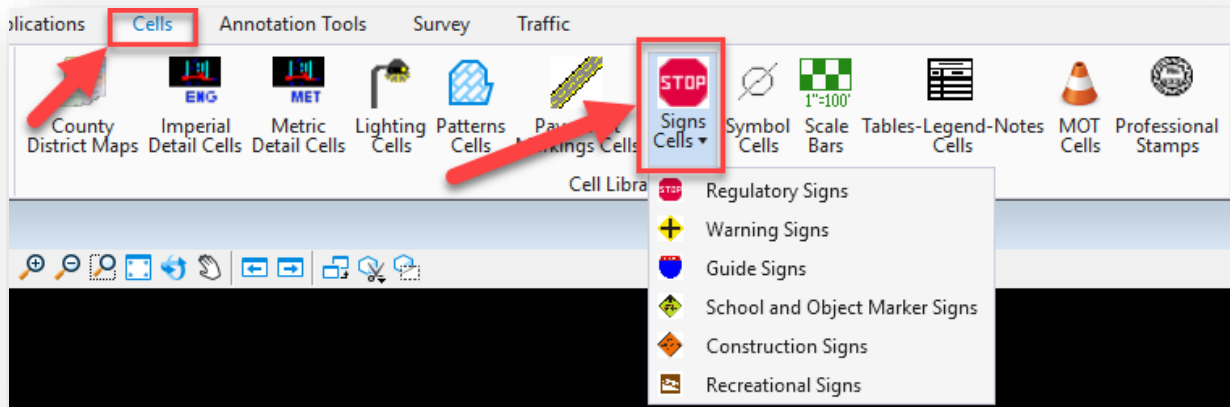 plications Cells Annotation Tools Survey Traffic
ENG MET STOP 1"=100'
County Imperial Metric Lighting Patterns Signs Symbol Scale Tables-Legend-Notes MOT Professional
District Maps Detail Cells Detail Cells Cells Cells Cells Cells Cells Bars Cells Cells Stamps
Cell Libra
STOP Regulatory Signs
Warning Signs
Guide Signs
School and Object Marker Signs
Construction Signs
Recreational Signs